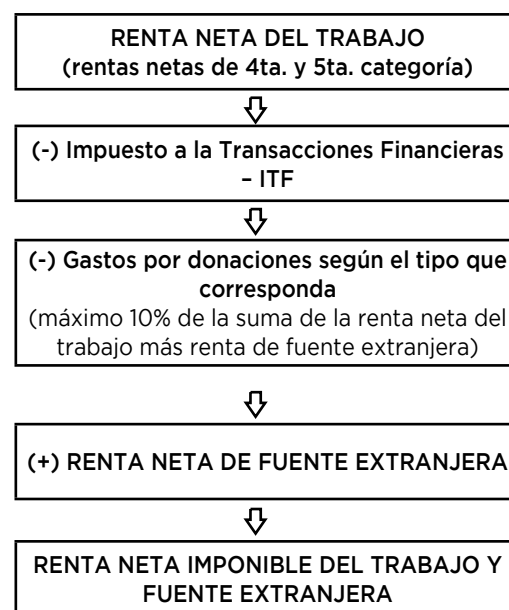 RENTA NETA DEL TRABAJO
(rentas netas de 4ta. y 5ta. categoría)
(-) Impuesto a la Transacciones Financieras
– ITF
(-) Gastos por donaciones según el tipo que
corresponda
(máximo 10% de la suma de la renta neta del
trabajo más renta de fuente extranjera)
(+) RENTA NETA DE FUENTE EXTRANJERA
RENTA NETA IMPONIBLE DEL TRABAJO Y
FUENTE EXTRANJERA